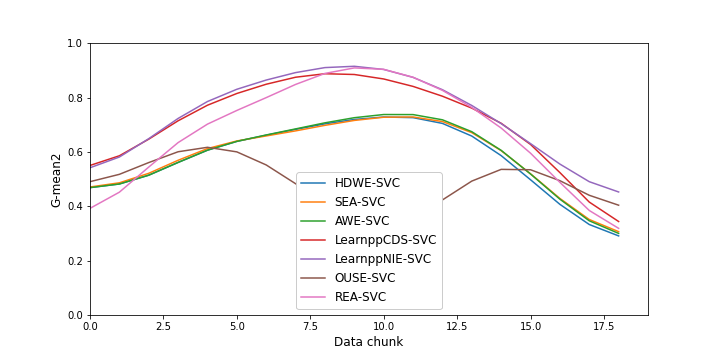 1.0
0.8
0.6
0.4
0.2
0.0
G-mean2
HDWE-SVC
SEA-SVC
AWE-SVC
LearnppCDS-SVC
LearnppNIE-SVC
OUSE-SVC
REA-SVC
0.0 2.5 5.0 7.5 10.0 12.5 15.0 17.5
Data chunk